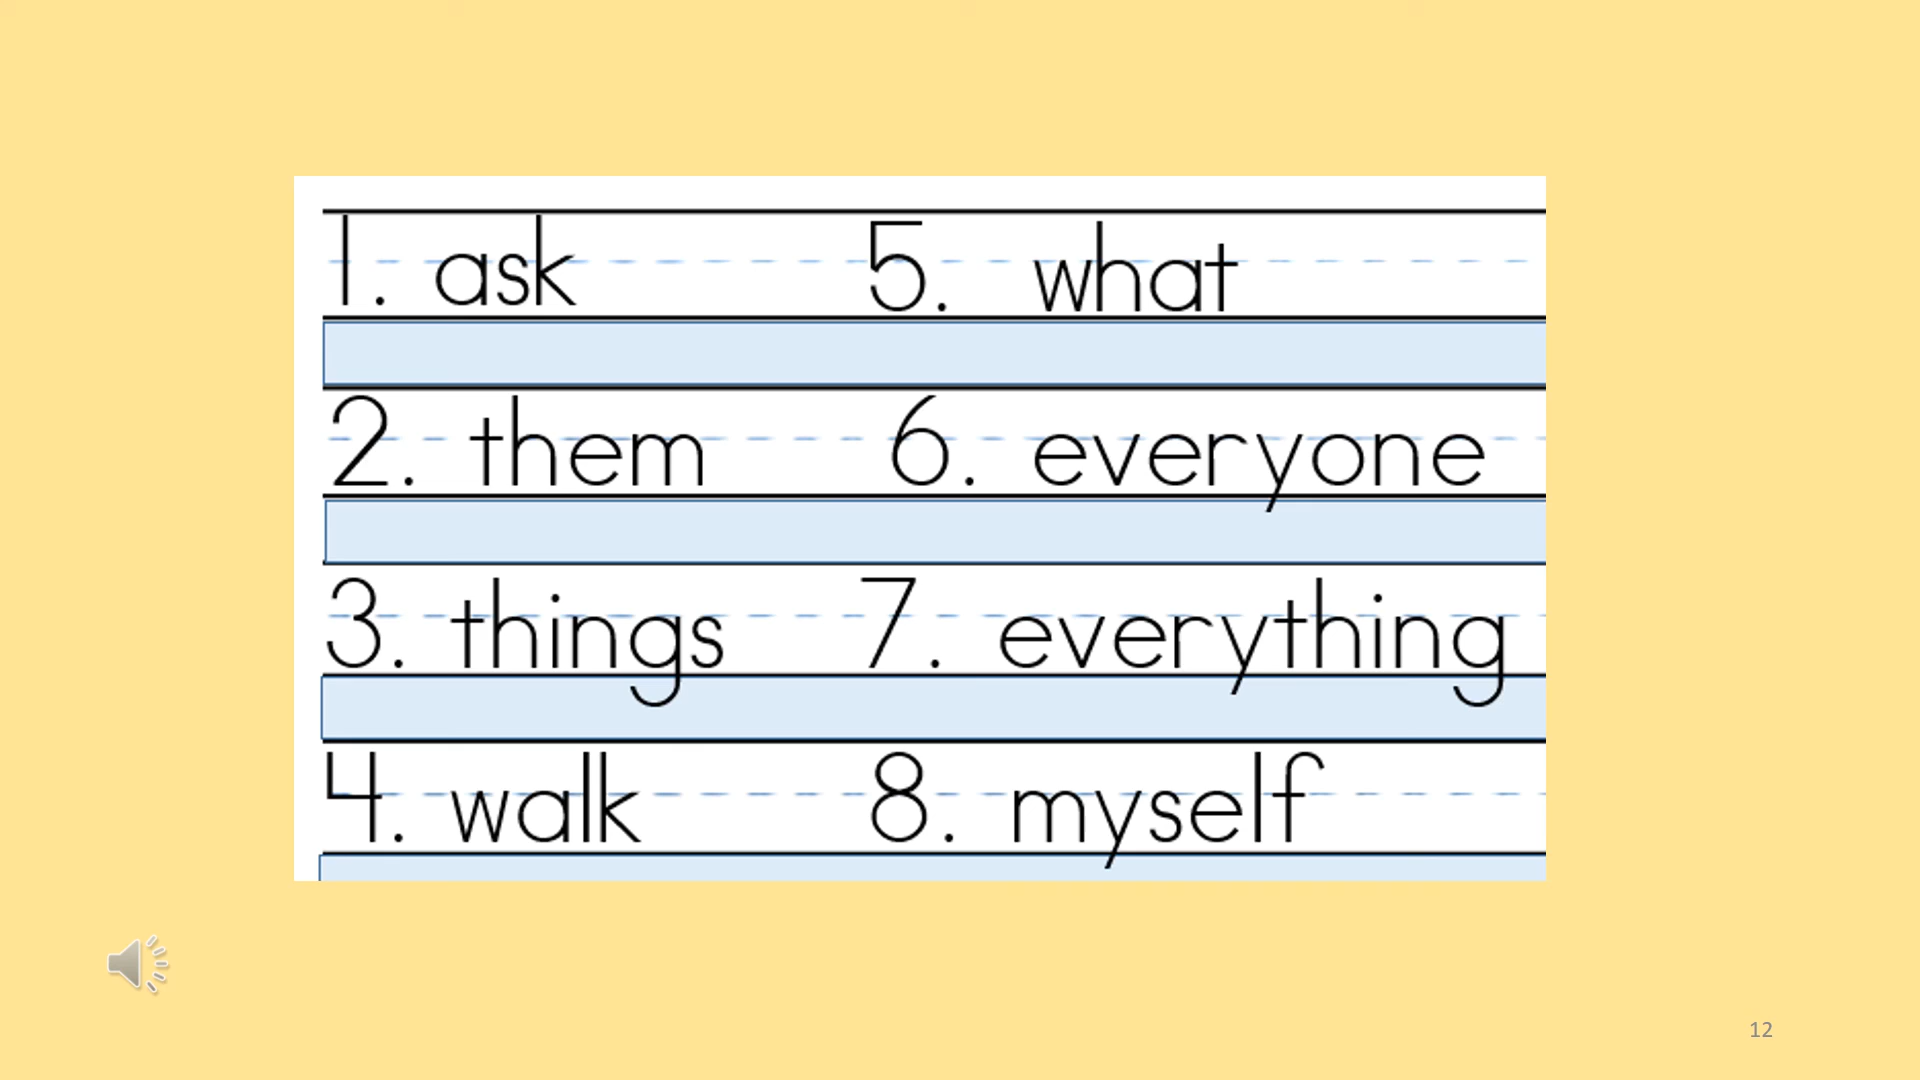 1. ask 5. what
2. them 6. everyone
3. things 7. everything
4. walk 8. myself
12